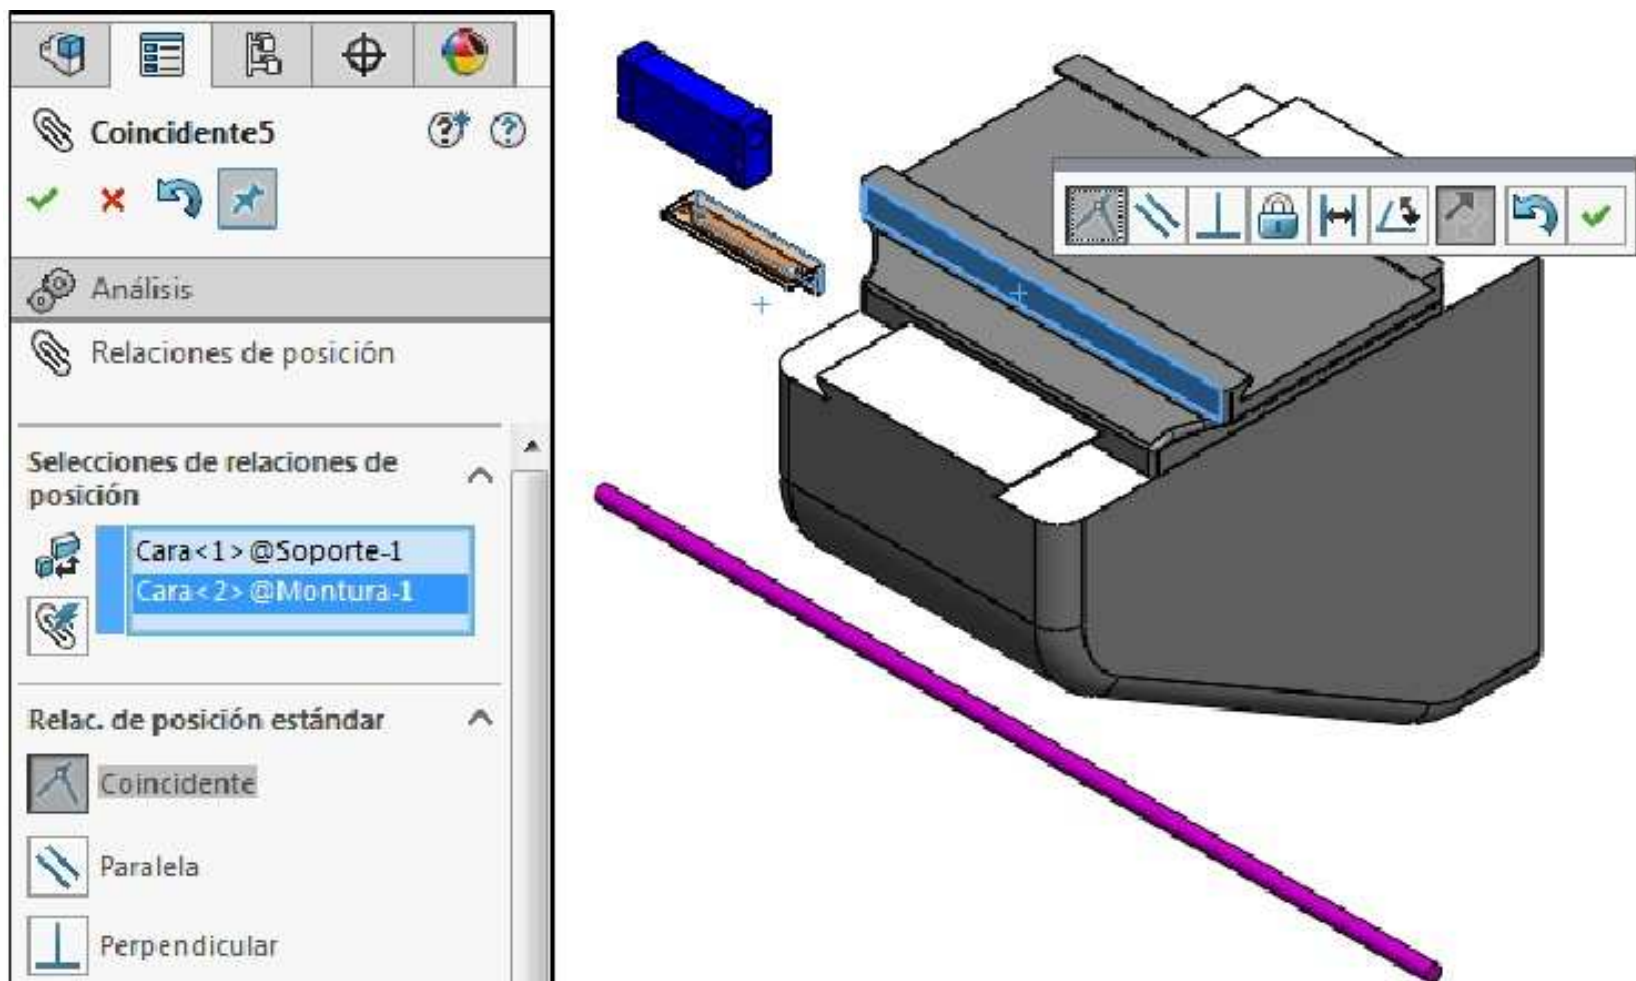 Coincidente5
Análisis
Relaciones de posición
Selecciones de relaciones de
posición
Cara<1>@Soporte-1
Cara<2>@Montura-1
Relac. de posición estándar
Coincidente
Paralela
Perpendicular